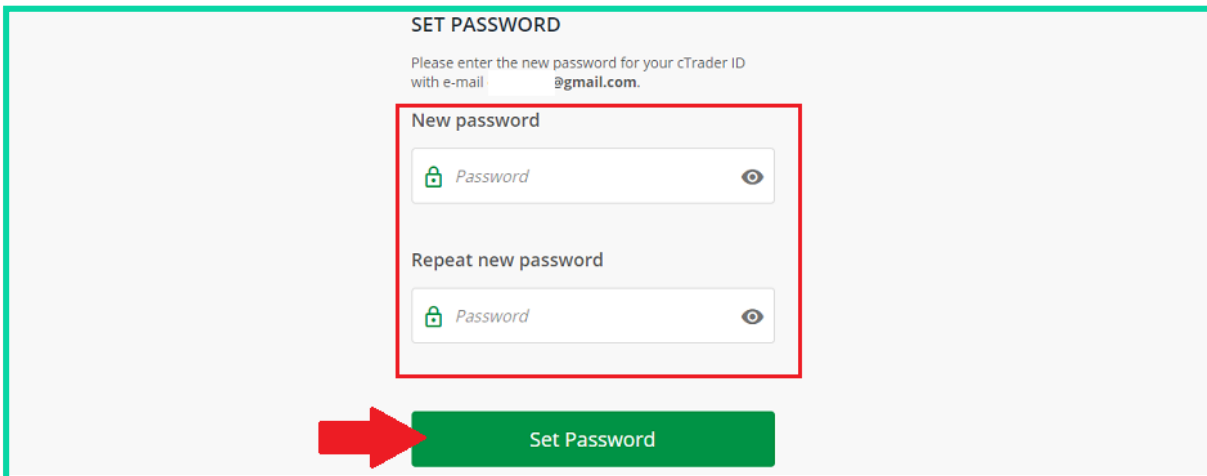 SET PASSWORD
Please enter the new password for your cTrader ID
with e-mail @gmail.com.
New password
Password
Repeat new password
Password
Set Password